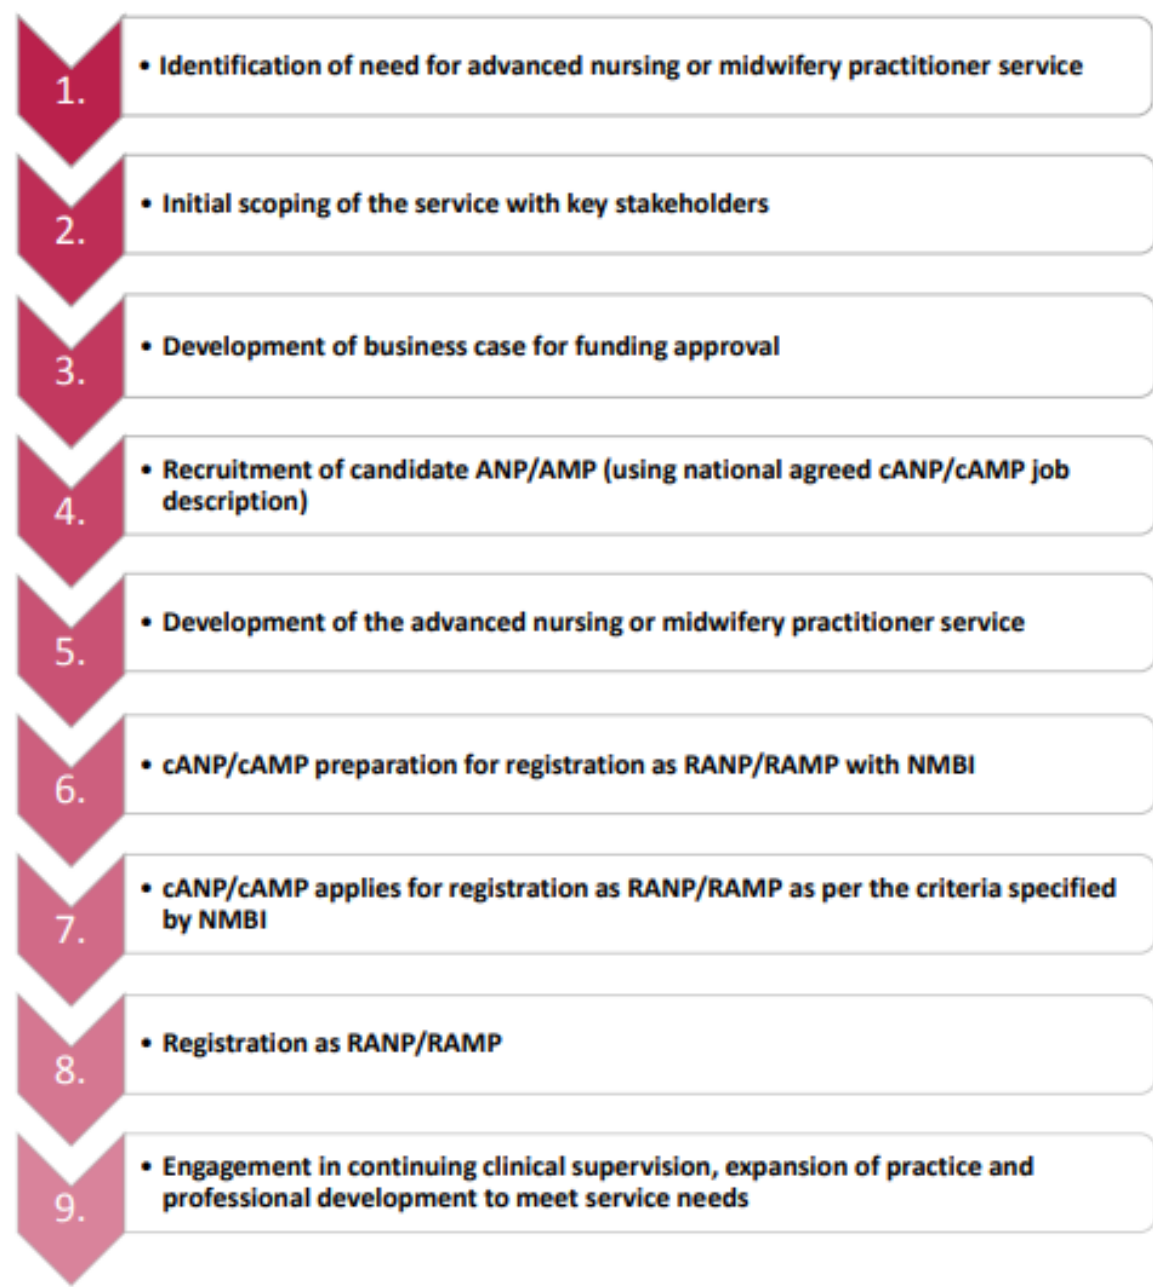 1.
• Identification of need for advanced nursing or midwifery practitioner service
2.
• Initial scoping of the service with key stakeholders
3.
• Development of business case for funding approval
4.
• Recruitment of candidate ANP/AMP (using national agreed cANP/cAMP job
description)
5.
• Development of the advanced nursing or midwifery practitioner service
6.
• cANP/cAMP preparation for registration as RANP/RAMP with NMBI
7.
• cANP/cAMP applies for registration as RANP/RAMP as per the criteria specified
by NMBI
8.
• Registration as RANP/RAMP
9.
• Engagement in continuing clinical supervision, expansion of practice and
professional development to meet service needs